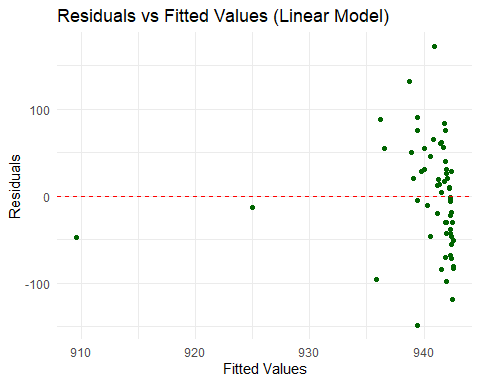 Residuals vs Fitted Values (Linear Model)
Residuals
100
0
-100
910
920
930
940
Fitted Values